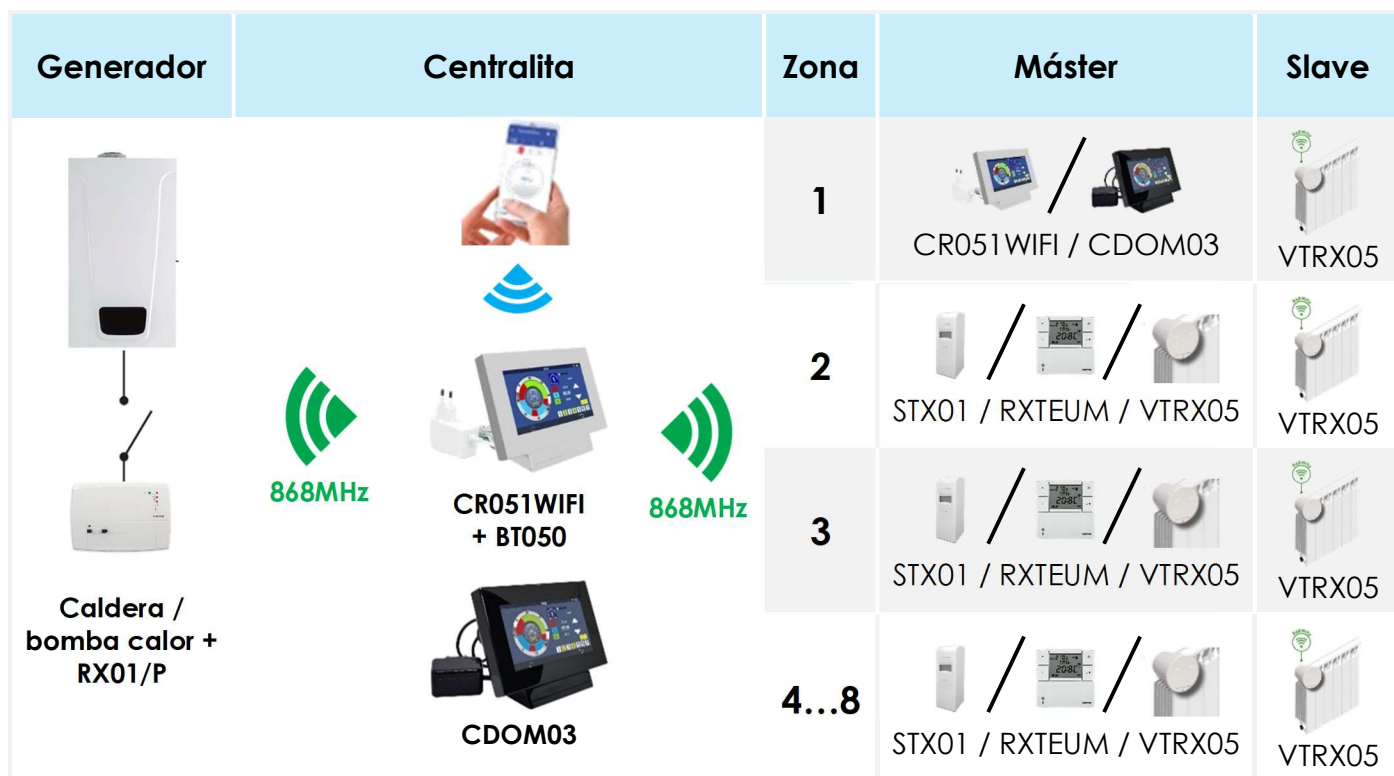 Generador
Centralita
Zona
Máster
Slave
1
CR051WIFI / CDOM03
VTRX05
2
STX01 / RXTEUM / VTRX05
VTRX05
868MHz
CR051WIFI
+ BT050
868MHz
3
STX01 / RXTEUM / VTRX05
VTRX05
Caldera /
bomba calor +
RX01/P
CDOM03
4...8
STX01 / RXTEUM / VTRX05
VTRX05